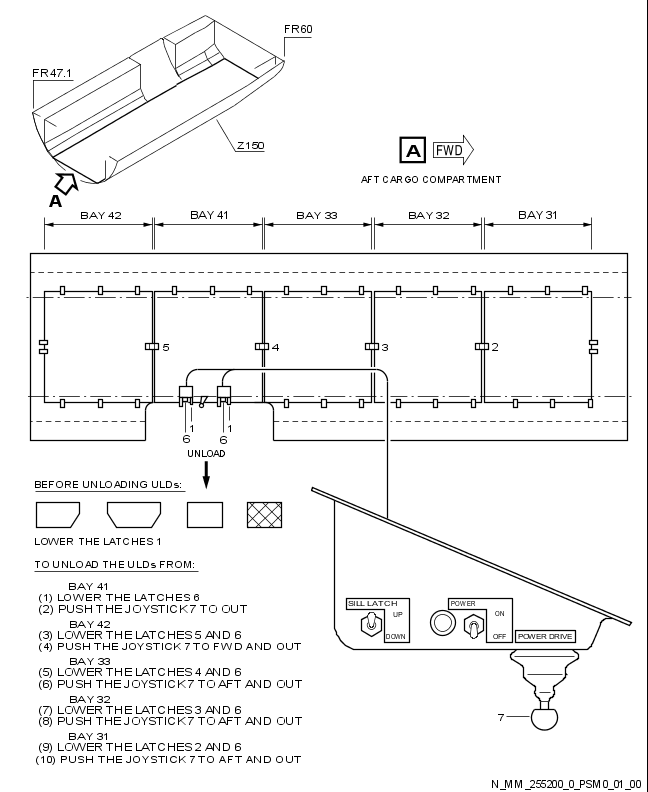 FR60
FR47.1
Z150
A
A FWD
AFT CARGO COMPARTMENT
BAY 42 BAY 41 BAY 33 BAY 32 BAY 31
5 4 3 2
1 1
6 6
UNLOAD
BEFORE UNLOADING ULDs:
LOWER THE LATCHES 1
TO UNLOAD THE ULDs FROM:
BAY 41
(1) LOWER THE LATCHES 6
(2) PUSH THE JOYSTICK 7 TO OUT
BAY 42
(3) LOWER THE LATCHES 5 AND 6
(4) PUSH THE JOYSTICK 7 TO FWD AND OUT
BAY 33
(5) LOWER THE LATCHES 4 AND 6
(6) PUSH THE JOYSTICK 7 TO AFT AND OUT
BAY 32
(7) LOWER THE LATCHES 3 AND 6
(8) PUSH THE JOYSTICK 7 TO AFT AND OUT
BAY 31
(9) LOWER THE LATCHES 2 AND 6
(10) PUSH THE JOYSTICK 7 TO AFT AND OUT
SILL LATCH
UP
DOWN
POWER
ON
OFF
POWER DRIVE
7
N_MM_255200_0_PSM0_01_00